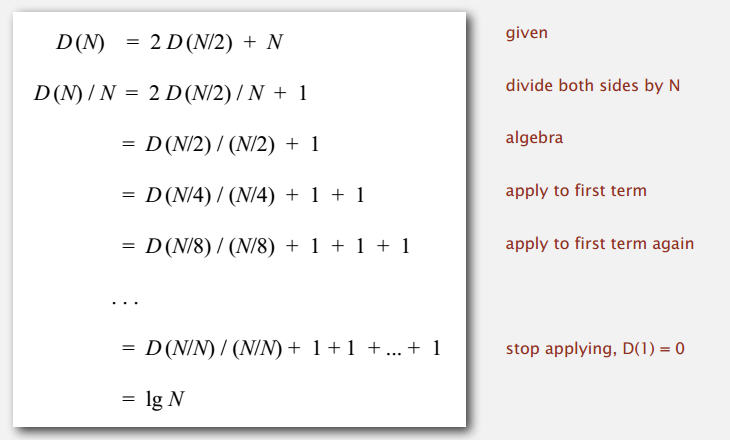 D(N) = 2 D(N/2) + N given
D(N) / N = 2 D(N/2) / N + 1 divide both sides by N
= D(N/2) / (N/2) + 1 algebra
= D(N/4) / (N/4) + 1 + 1 apply to first term
= D(N/8) / (N/8) + 1 + 1 + 1 apply to first term again
. . .
= D(N/N) / (N/N) + 1 + 1 + ... + 1 stop applying, D(1) = 0
= lg N